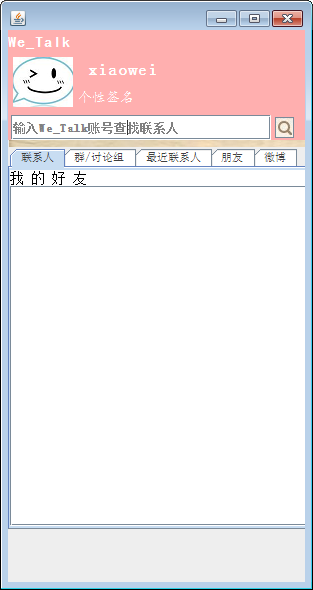 We_Talk
xiaowei
个性签名
输入We_Talk账号查找联系人
联系人 群/讨论组 最近联系人 朋友 微博
我 的 好 友